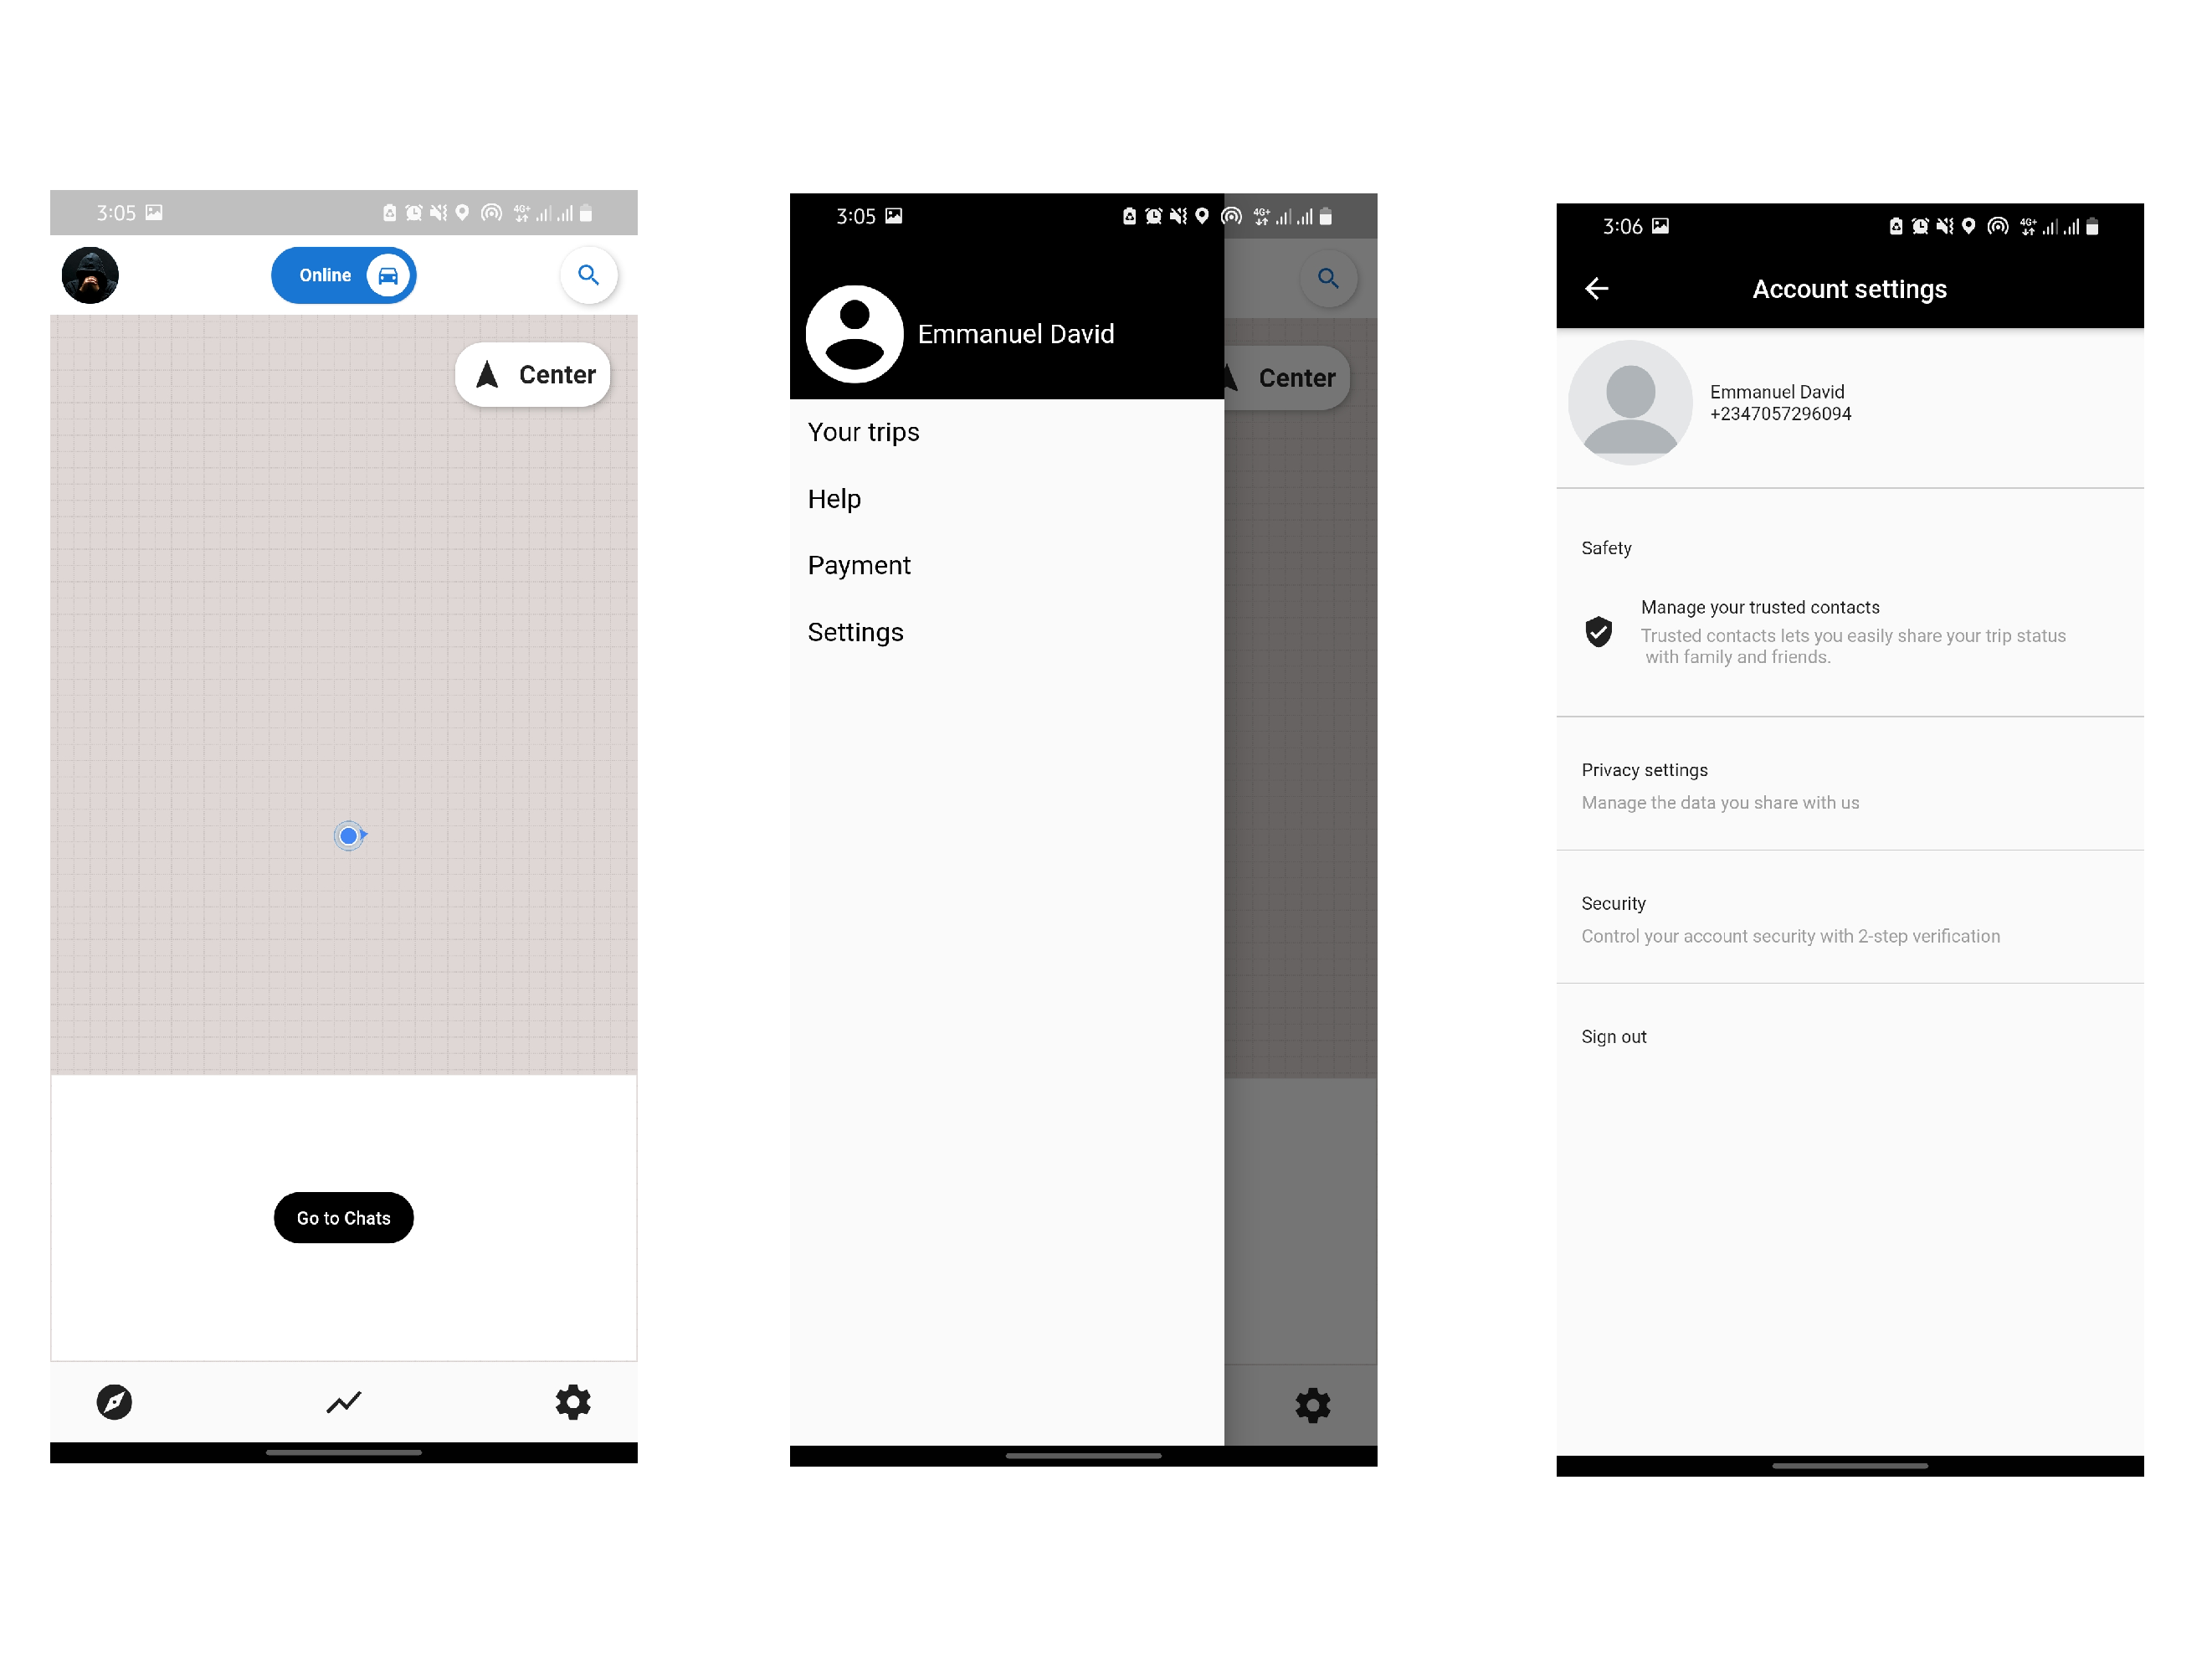 3:05
4G+
Online
Center
Go to Chats
3:05
4G+
Emmanuel David
Center
Your trips
Help
Payment
Settings
3:06
4G+
Account settings
Emmanuel David
+2347057296094
Safety
Manage your trusted contacts
Trusted contacts lets you easily share your trip status
with family and friends.
Privacy settings
Manage the data you share with us
Security
Control your account security with 2-step verification
Sign out